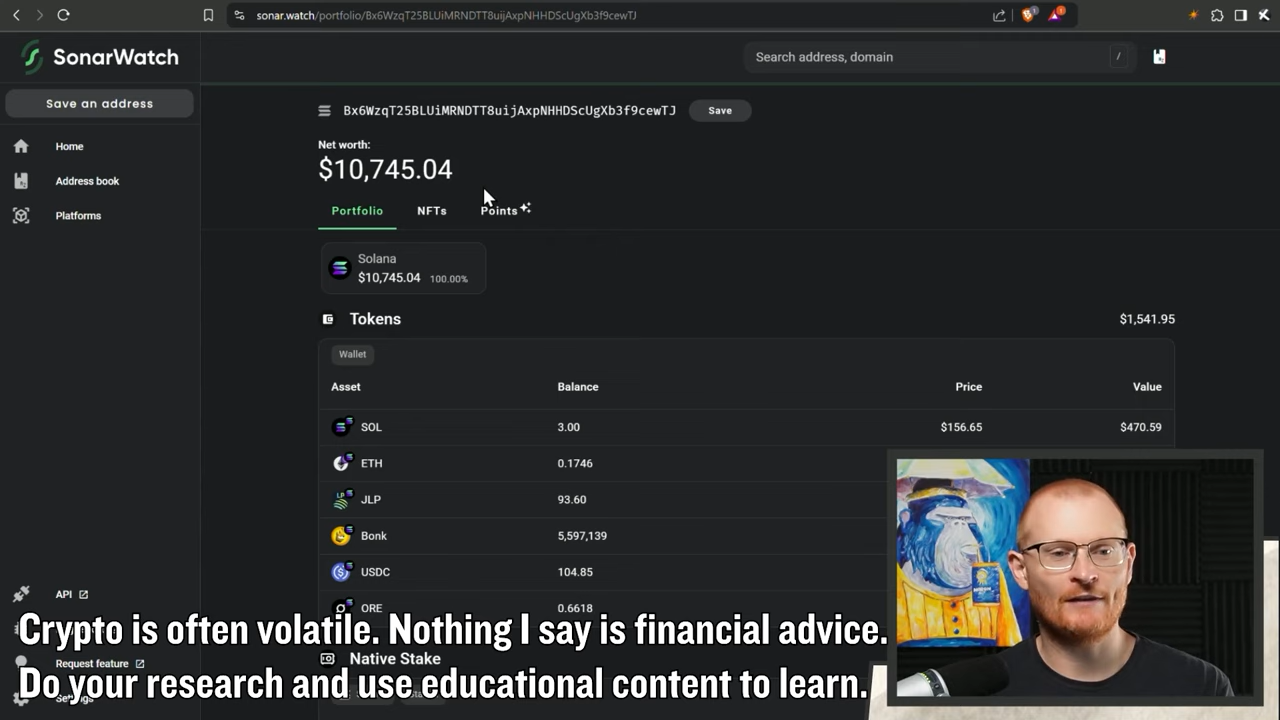 sonar.watch/portfolio/Bx6WzqT25BLUiMRNDTT8uijAxpNHHDScUgXb3f9cewTJ
SonarWatch
Search address, domain
/
Save an address
Bx6WzqT25BLUiMRNDTT8uijAxpNHHDScUgXb3f9cewTJ
Save
Home
Address book
Platforms
Net worth:
$10,745.04
Portfolio
NFTs
Points
Solana
$10,745.04 100.00%
Tokens
$1,541.95
Wallet
Asset Balance Price Value
SOL 3.00 $156.65 $470.59
ETH 0.1746
JLP 93.60
Bonk 5,597,139
USDC 104.85
ORE 0.6618
API
Crypto is often volatile. Nothing I say is financial advice.
Native Stake
Request feature
Do your research and use educational content to learn.